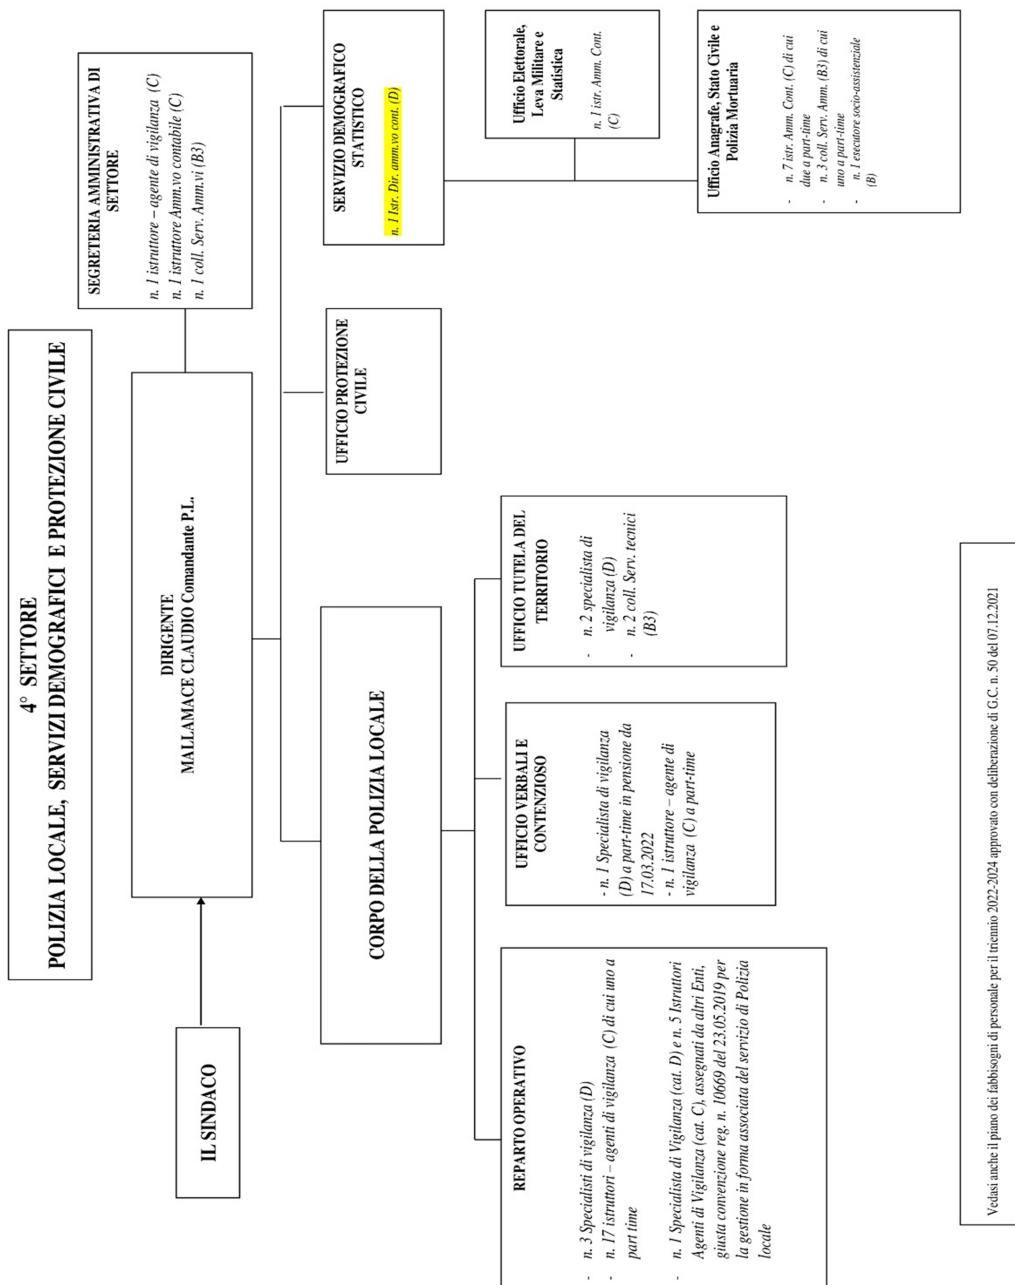 4° SETTORE
POLIZIA LOCALE, SERVIZI DEMOGRAFICI E PROTEZIONE CIVILE
IL SINDACO
DIRIGENTE
MALLAMACE CLAUDIO Comandante P.L.
SEGRETERIA AMMINISTRATIVA DI
SETTORE
n. 1 istruttore – agente di vigilanza (C)
n. 1 istruttore Amm.vo contabile (C)
n. 1 coll. Serv. Amm.vi (B3)
CORPO DELLA POLIZIA LOCALE
UFFICIO PROTEZIONE
CIVILE
SERVIZIO DEMOGRAFICO
STATISTICO
n. 1 Istr. Dir. amm.vo cont. (D)
REPARTO OPERATIVO
- n. 3 Specialisti di vigilanza (D)
- n. 17 istruttori – agenti di vigilanza (C) di cui uno a
part time
- n. 1 Specialista di Vigilanza (cat. D) e n. 5 Istruttori
Agenti di Vigilanza (cat. C), assegnati da altri Enti,
giusta convenzione reg. n. 10669 del 23.05.2019 per
la gestione in forma associata del servizio di Polizia
locale
UFFICIO VERBALI E
CONTENZIOSO
- n. 1 Specialista di vigilanza
(D) a part-time in pensione da
17.03.2022
- n. 1 istruttore – agente di
vigilanza (C) a part-time
UFFICIO TUTELA DEL
TERRITORIO
- n. 2 specialista di
vigilanza (D)
- n. 2 coll. Serv. tecnici
(B3)
Ufficio Elettorale,
Leva Militare e
Statistica
n. 1 istr. Amm. Cont.
(C)
Ufficio Anagrafe, Stato Civile e
Polizia Mortuaria
- n. 7 istr. Amm. Cont. (C) di cui
due a part-time
- n. 3 coll. Serv. Amm. (B3) di cui
uno a part-time
- n. 1 esecutore socio-assistenziale
(B)
Vedasi anche il piano dei fabbisogni di personale per il triennio 2022-2024 approvato con deliberazione di G.C. n. 50 del 07.12.2021